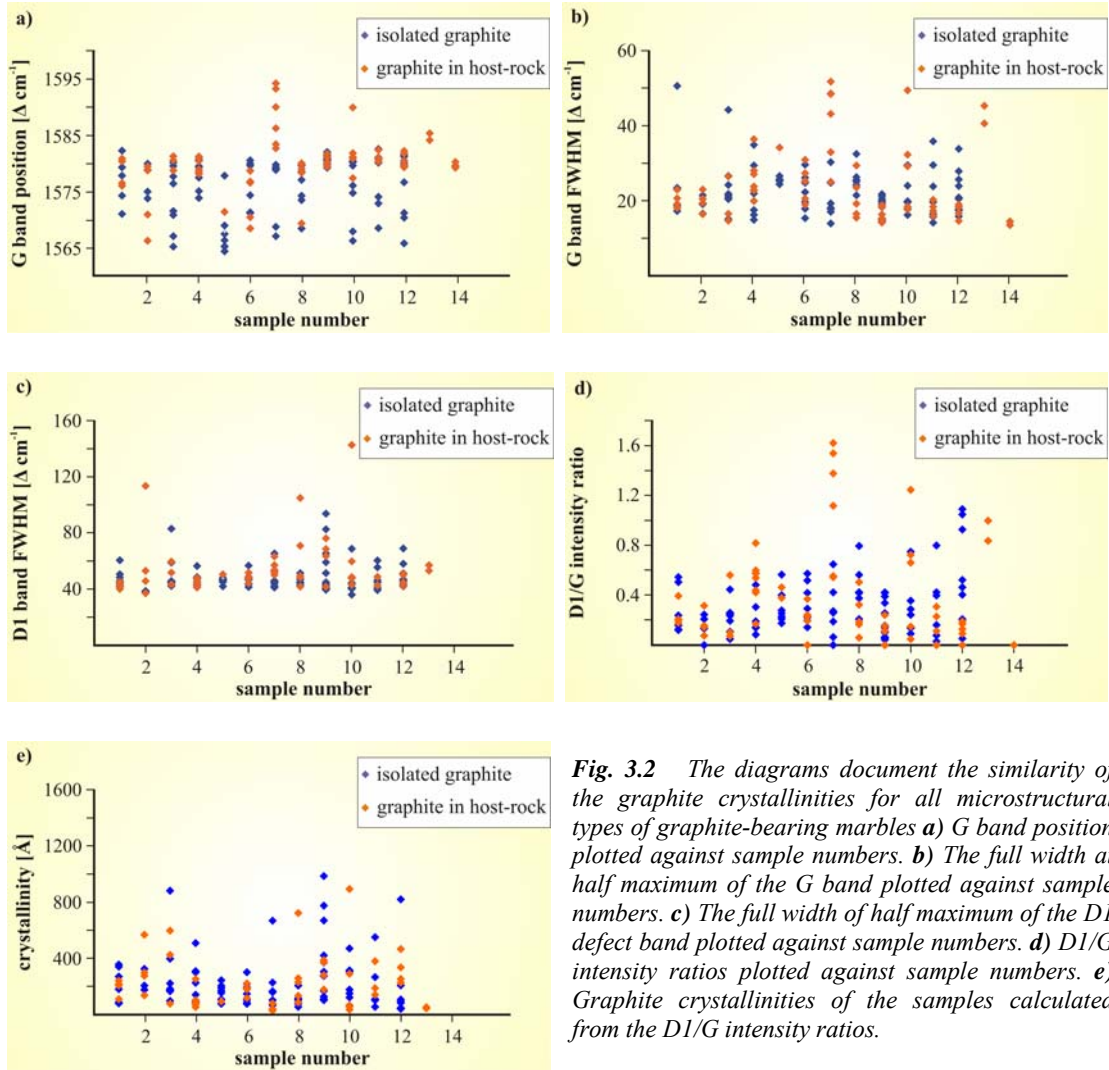 a)
isolated graphite
graphite in host-rock
G band position [Δ cm⁻¹]
1595
1585
1575
1565
2 4 6 8 10 12 14
sample number
b)
isolated graphite
graphite in host-rock
G band FWHM [Δ cm⁻¹]
60
40
20
2 4 6 8 10 12 14
sample number
c)
isolated graphite
graphite in host-rock
D1 band FWHM [Δ cm⁻¹]
160
120
80
40
2 4 6 8 10 12 14
sample number
d)
isolated graphite
graphite in host-rock
D1/G intensity ratio
1.6
1.2
0.8
0.4
2 4 6 8 10 12 14
sample number
e)
isolated graphite
graphite in host-rock
crystallinity [Å]
1600
1200
800
400
2 4 6 8 10 12 14
sample number
Fig. 3.2 The diagrams document the similarity of
the graphite crystallinities for all microstructural
types of graphite-bearing marbles a) G band position
plotted against sample numbers. b) The full width at
half maximum of the G band plotted against sample
numbers. c) The full width of half maximum of the D1
defect band plotted against sample numbers. d) D1/G
intensity ratios plotted against sample numbers. e)
Graphite crystallinities of the samples calculated
from the D1/G intensity ratios.